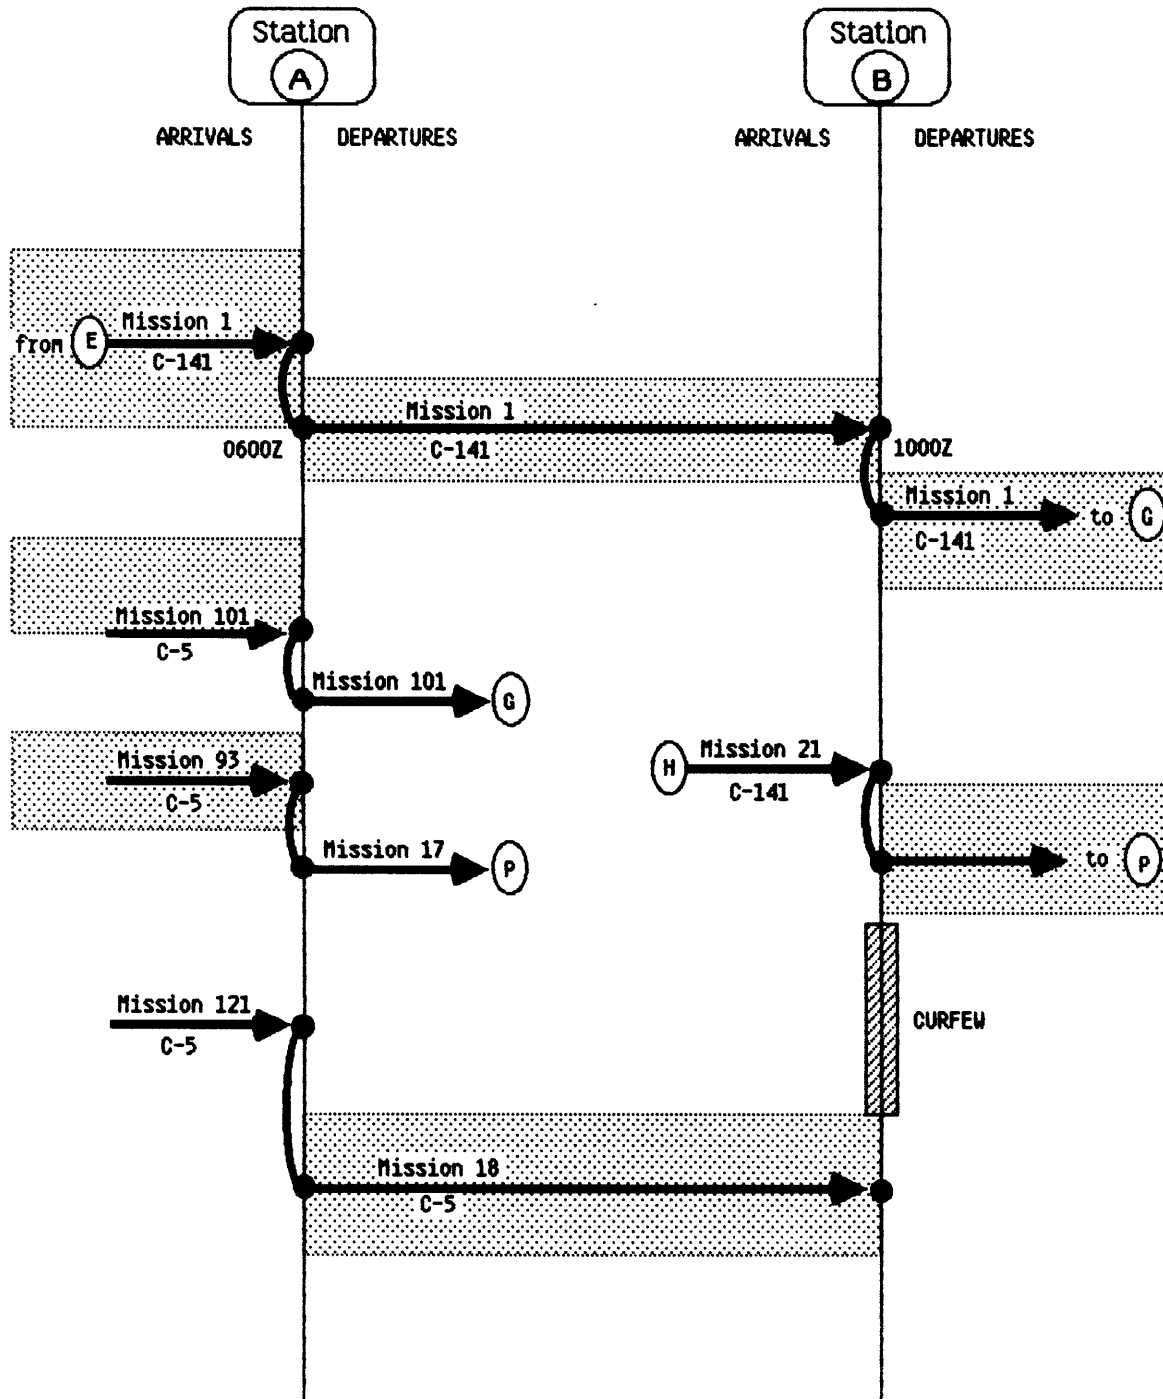 Station
A
Station
B
ARRIVALS
DEPARTURES
ARRIVALS
DEPARTURES
from E
Mission 1
C-141
0600Z
Mission 1
C-141
1000Z
Mission 1
C-141
to G
Mission 101
C-5
Mission 101
G
Mission 93
C-5
H
Mission 21
C-141
Mission 17
P
to P
Mission 121
C-5
CURFEW
Mission 18
C-5